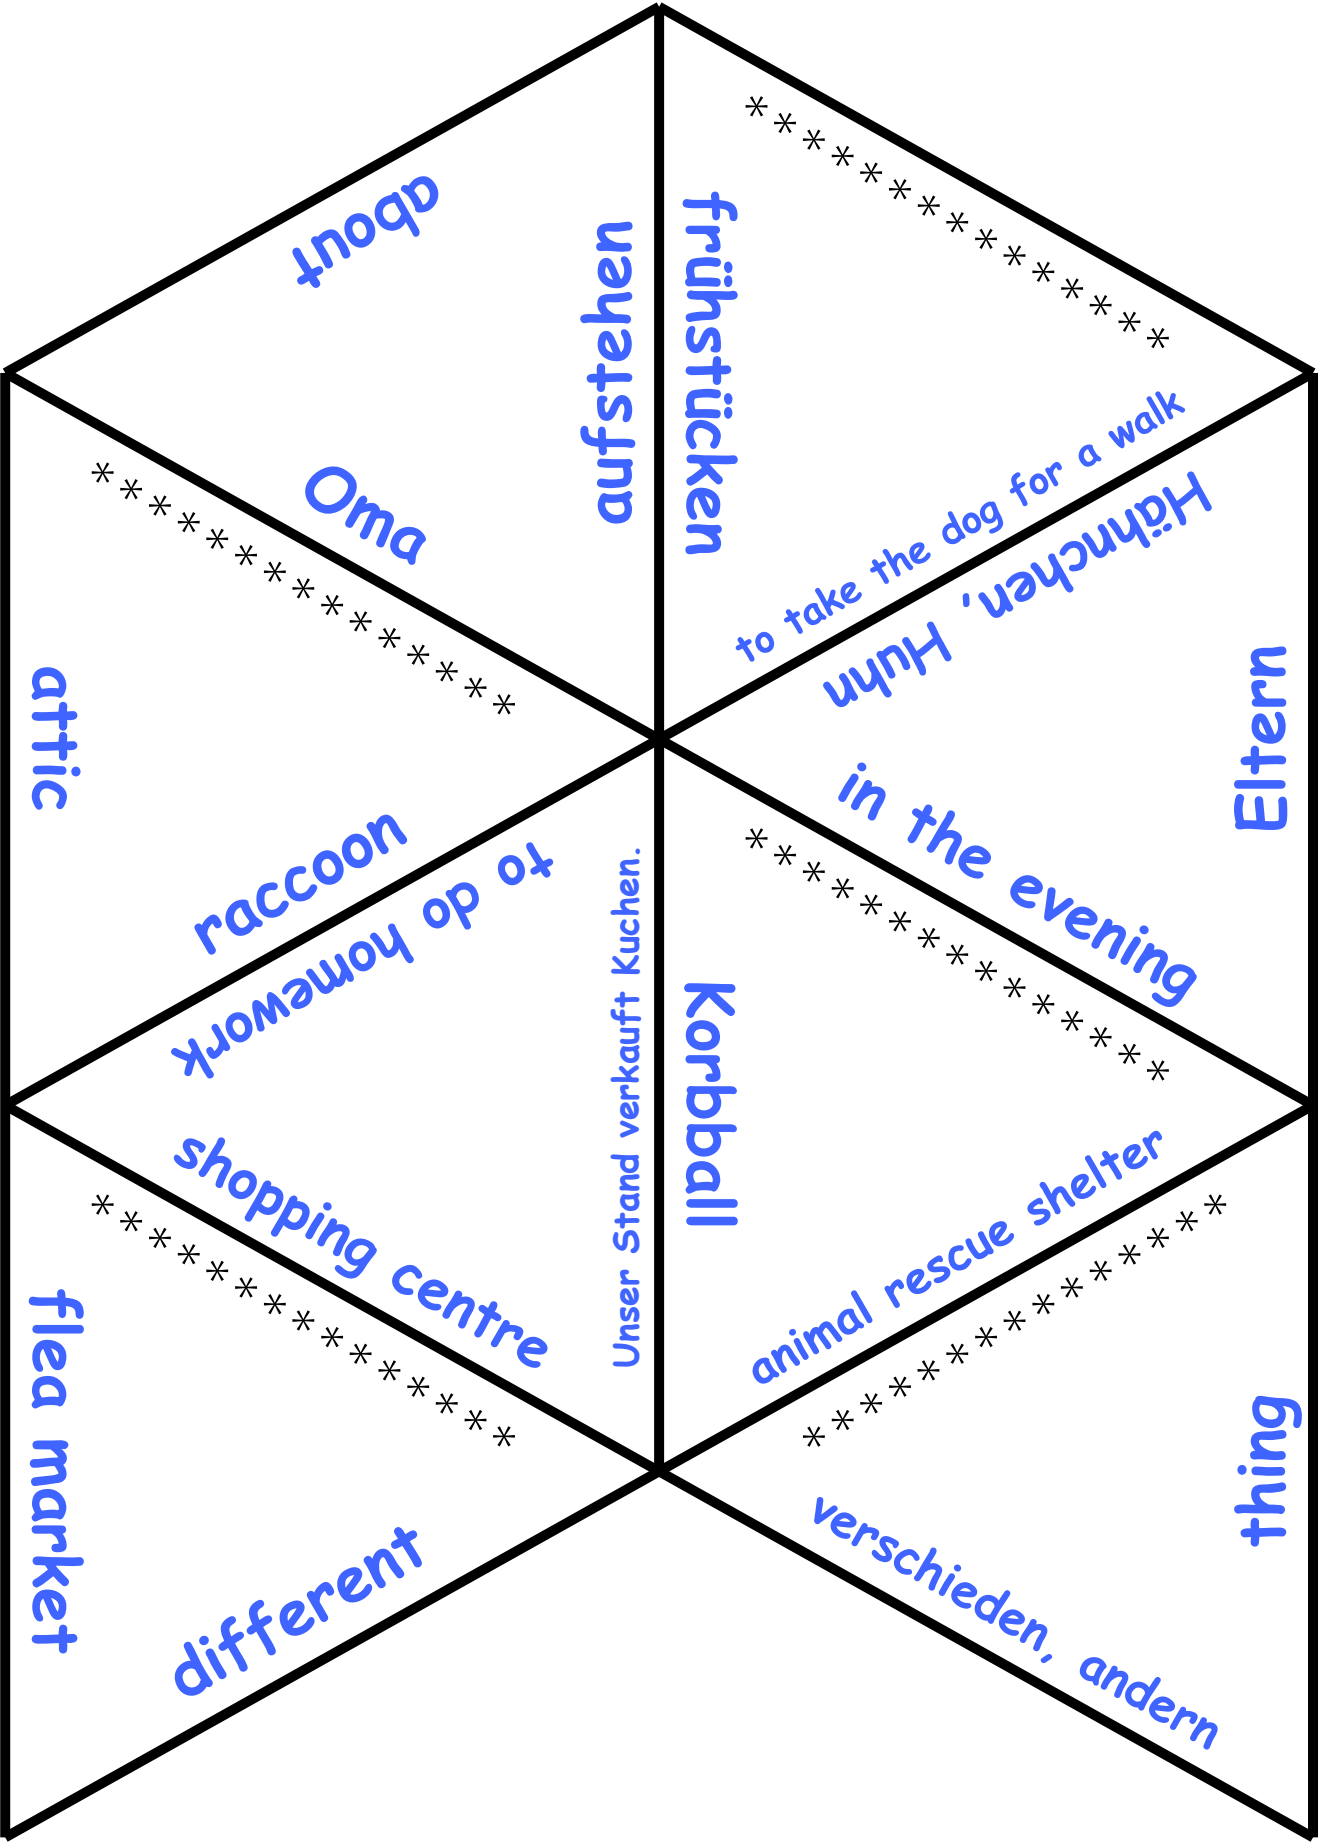 about
aufstehen
Oma
***************
frühstücken
to take the dog for a walk
***************
attic
raccoon
Hähnchen, Huhn
Eltern
in the evening
to do homework
Unser Stand verkauft Kuchen.
shopping centre
***************
Korbball
animal rescue shelter
***************
flea market
different
***************
thing
verschieden, andern